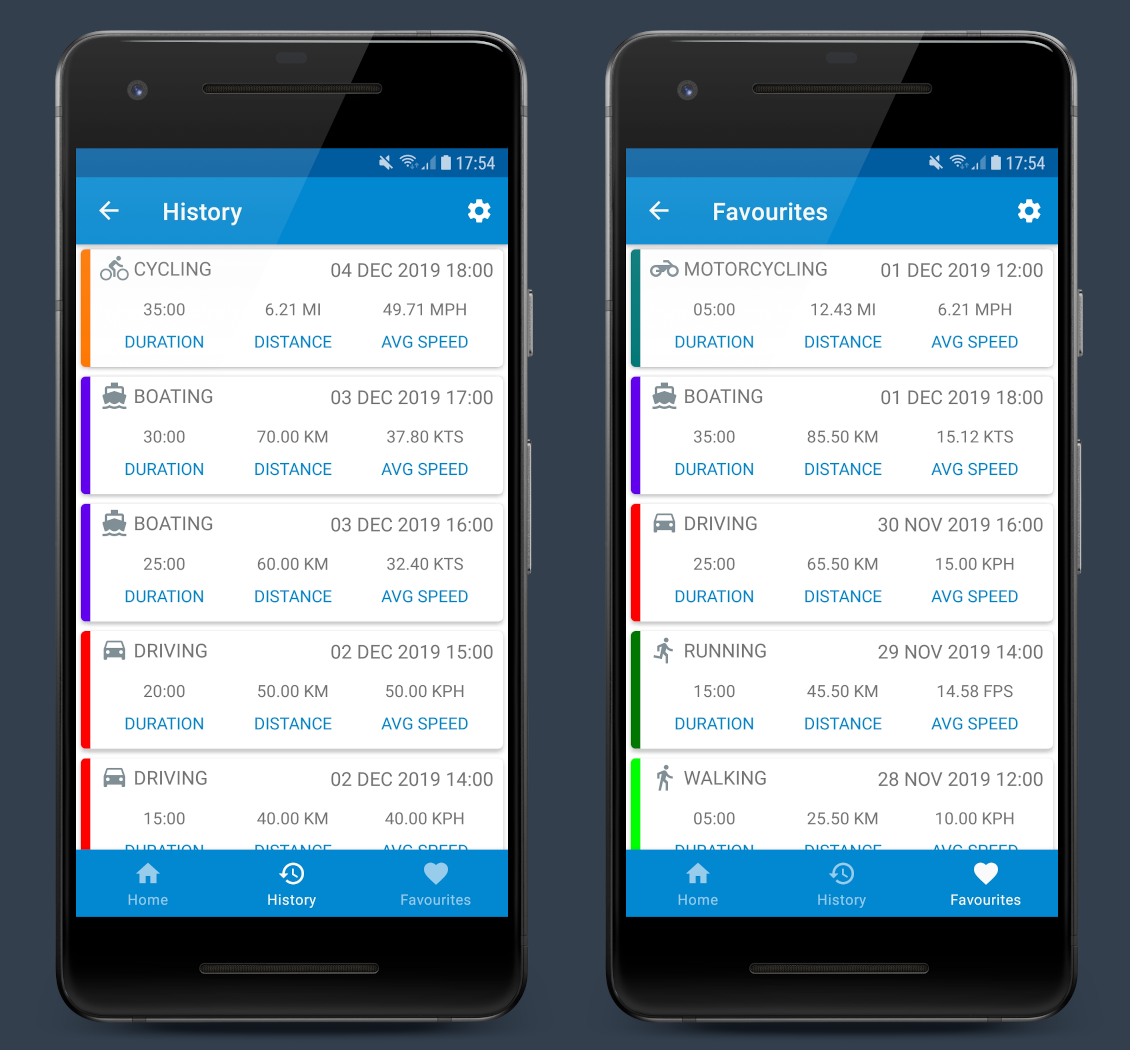 17:54
History
CYCLING 04 DEC 2019 18:00
35:00 6.21 MI 49.71 MPH
DURATION DISTANCE AVG SPEED
BOATING 03 DEC 2019 17:00
30:00 70.00 KM 37.80 KTS
DURATION DISTANCE AVG SPEED
BOATING 03 DEC 2019 16:00
25:00 60.00 KM 32.40 KTS
DURATION DISTANCE AVG SPEED
DRIVING 02 DEC 2019 15:00
20:00 50.00 KM 50.00 KPH
DURATION DISTANCE AVG SPEED
DRIVING 02 DEC 2019 14:00
15:00 40.00 KM 40.00 KPH
DURATION DISTANCE AVG SPEED
Home History Favourites
17:54
Favourites
MOTORCYCLING 01 DEC 2019 12:00
05:00 12.43 MI 6.21 MPH
DURATION DISTANCE AVG SPEED
BOATING 01 DEC 2019 18:00
35:00 85.50 KM 15.12 KTS
DURATION DISTANCE AVG SPEED
DRIVING 30 NOV 2019 16:00
25:00 65.50 KM 15.00 KPH
DURATION DISTANCE AVG SPEED
RUNNING 29 NOV 2019 14:00
15:00 45.50 KM 14.58 FPS
DURATION DISTANCE AVG SPEED
WALKING 28 NOV 2019 12:00
05:00 25.50 KM 10.00 KPH
DURATION DISTANCE AVG SPEED
Home History Favourites